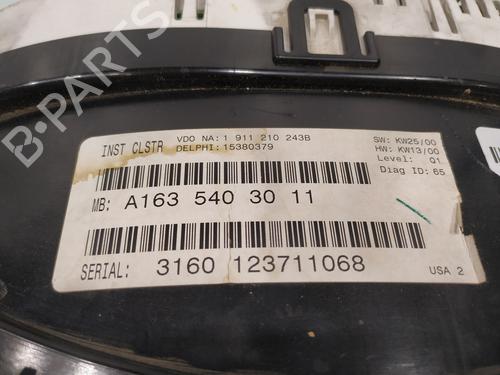 B-PARTS
INST CLSTR
VDO NA: 1 911 210 243B
DELPHI: 15380379
SW: KW25/00
HW: KW13/00
Level: Q1
Diag ID: 65
MB: A163 540 30 11
SERIAL: 3160 123711068
USA 2